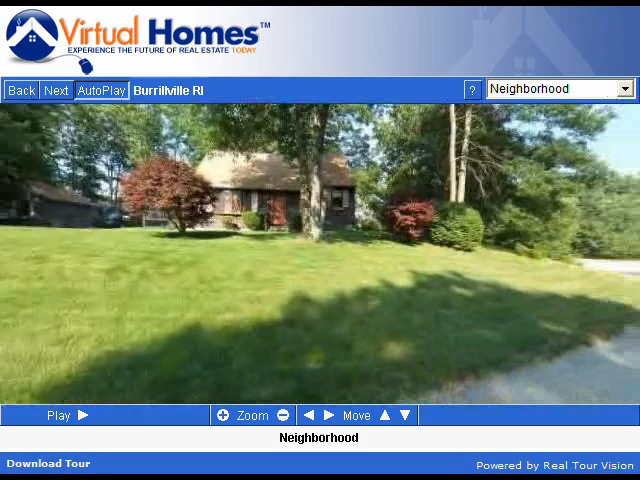 Virtual Homes™
EXPERIENCE THE FUTURE OF REAL ESTATE TODAY
Back Next AutoPlay Burrillville RI ? Neighborhood
Play Zoom Move
Neighborhood
Download Tour Powered by Real Tour Vision